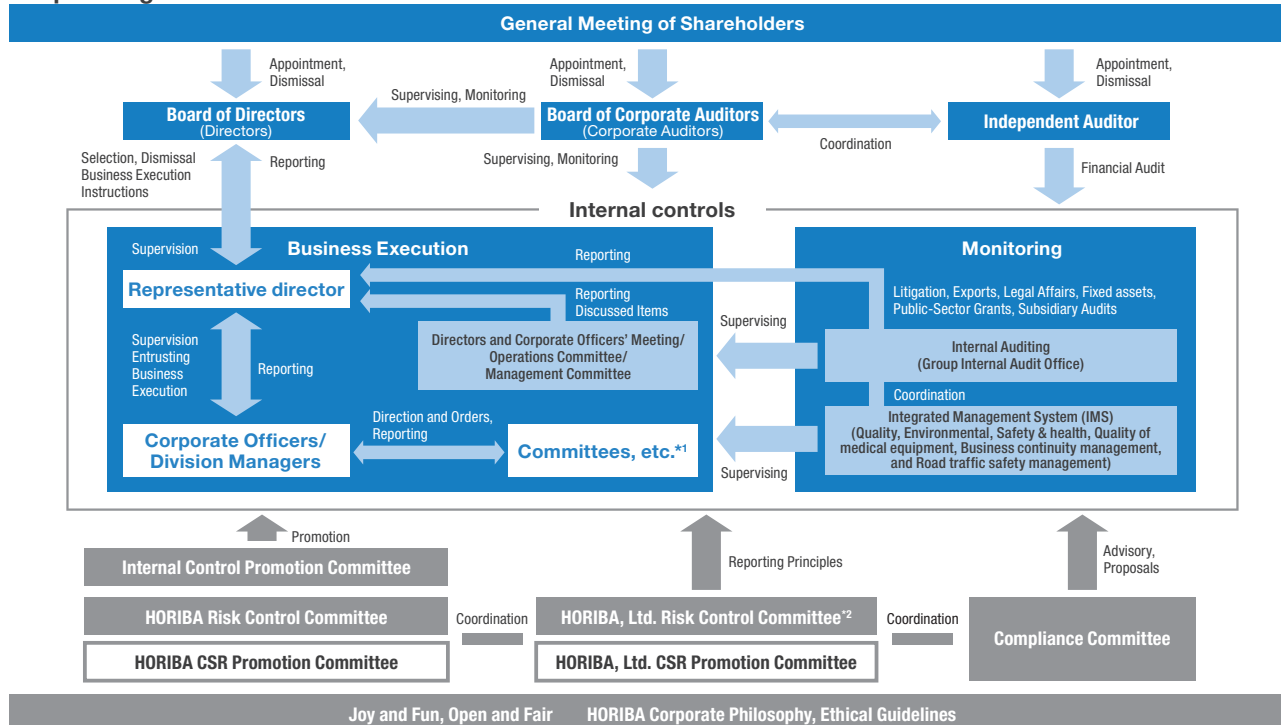 General Meeting of Shareholders
Appointment,
Dismissal
Appointment,
Dismissal
Appointment,
Dismissal
Board of Directors
(Directors)
Supervising, Monitoring
Board of Corporate Auditors
(Corporate Auditors)
Coordination
Independent Auditor
Selection, Dismissal
Business Execution
Instructions
Reporting
Supervising, Monitoring
Financial Audit
Internal controls
Business Execution
Supervision
Reporting
Representative director
Reporting
Discussed Items
Directors and Corporate Officers' Meeting/
Operations Committee/
Management Committee
Supervision
Entrusting
Business
Execution
Reporting
Direction and Orders,
Reporting
Corporate Officers/
Division Managers
Committees, etc.*1
Supervising
Supervising
Monitoring
Litigation, Exports, Legal Affairs, Fixed assets,
Public-Sector Grants, Subsidiary Audits
Internal Auditing
(Group Internal Audit Office)
Coordination
Integrated Management System (IMS)
(Quality, Environmental, Safety & health, Quality of
medical equipment, Business continuity management,
and Road traffic safety management)
Promotion
Reporting Principles
Advisory,
Proposals
Internal Control Promotion Committee
HORIBA Risk Control Committee
Coordination
HORIBA, Ltd. Risk Control Committee*2
Coordination
Compliance Committee
HORIBA CSR Promotion Committee
HORIBA, Ltd. CSR Promotion Committee
Joy and Fun, Open and Fair HORIBA Corporate Philosophy, Ethical Guidelines